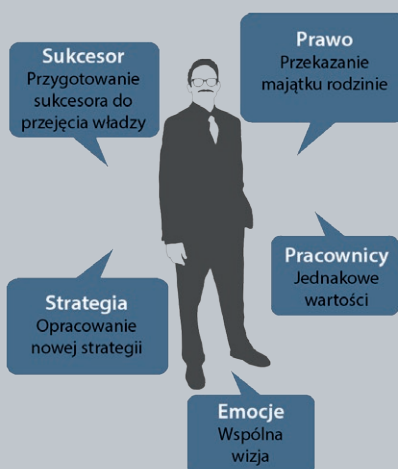 Sukcesor
Przygotowanie
sukcesora do
przejęcia władzy
Prawo
Przekazanie
majątku rodzinie
Pracownicy
Jednakowe
wartości
Strategia
Opracowanie
nowej strategii
Emocje
Wspólna
wizja